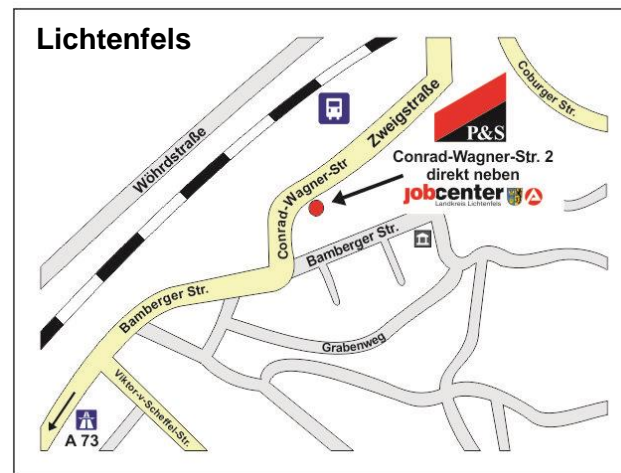 Lichtenfels
Wöhrdstraße
Zweigstraße
Coburger Str.
P&S
Conrad-Wagner-Str. 2
direkt neben
jobcenter
Landkreis Lichtenfels
Conrad-Wagner-Str
Bamberger Str.
Bamberger Str.
Grabenweg
Viktor-v-Scheffel-Str.
A 73